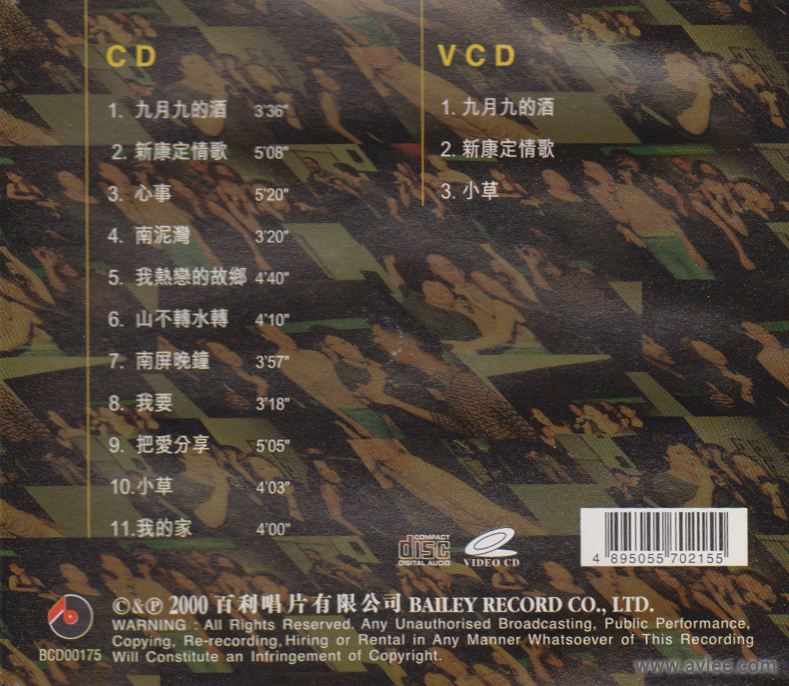 CD
1. 九月九的酒 3'36"
2. 新康定情歌 5'08"
3. 心事 5'20"
4. 南泥灣 3'20"
5. 我熱戀的故鄉 4'40"
6. 山不轉水轉 4'10"
7. 南屏晚鐘 3'57"
8. 我要 3'18"
9. 把愛分享 5'05"
10.小草 4'03"
11.我的家 4'00"
VCD
1. 九月九的酒
2. 新康定情歌
3. 小草
COMPACT
disc
DIGITAL AUDIO
VIDEO CD
4 895055 702155
BCD00175
©&℗ 2000 百利唱片有限公司 BAILEY RECORD CO., LTD.
WARNING : All Rights Reserved. Any Unauthorised Broadcasting, Public Performance,
Copying, Re-recording,Hiring or Rental in Any Manner Whatsoever of This Recording
Will Constitute an Infringement of Copyright.
www.avlee.com